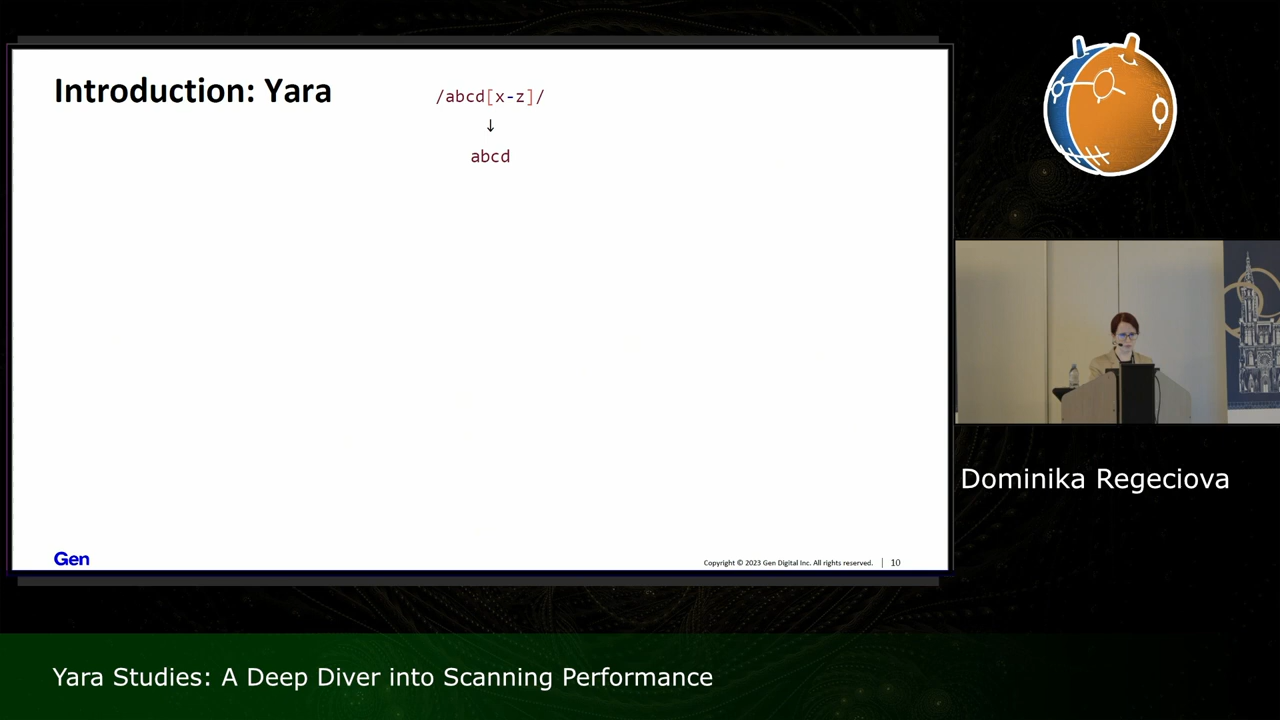 Introduction: Yara
/abcd[x-z]/
↓
abcd
Gen
Copyright © 2023 Gen Digital Inc. All rights reserved. | 10
Dominika Regeciova
Yara Studies: A Deep Diver into Scanning Performance